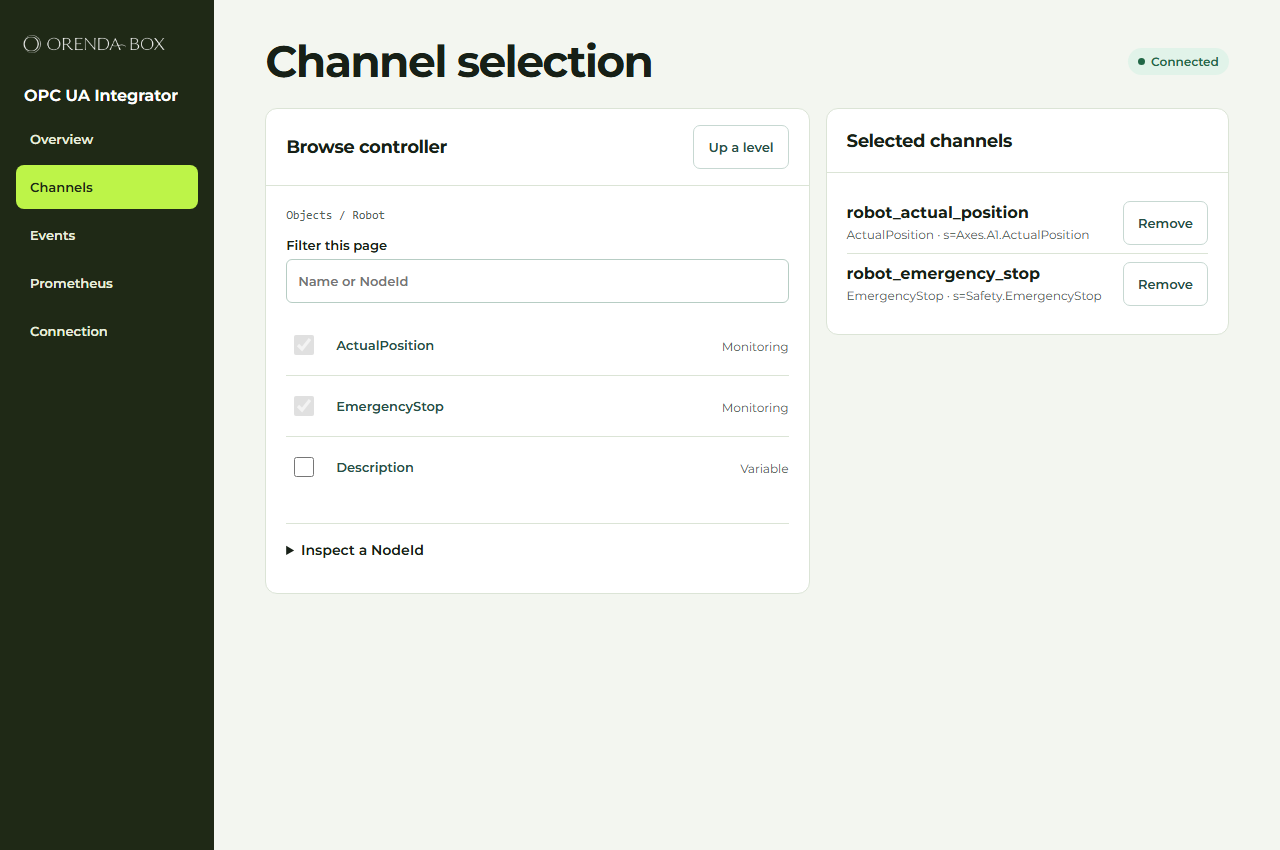 ORENDA-BOX
OPC UA Integrator
Overview
Channels
Events
Prometheus
Connection
Channel selection
Connected
Browse controller
Up a level
Objects / Robot
Filter this page
Name or NodeId
ActualPosition
Monitoring
EmergencyStop
Monitoring
Description
Variable
Inspect a NodeId
Selected channels
robot_actual_position
ActualPosition · s=Axes.A1.ActualPosition
Remove
robot_emergency_stop
EmergencyStop · s=Safety.EmergencyStop
Remove